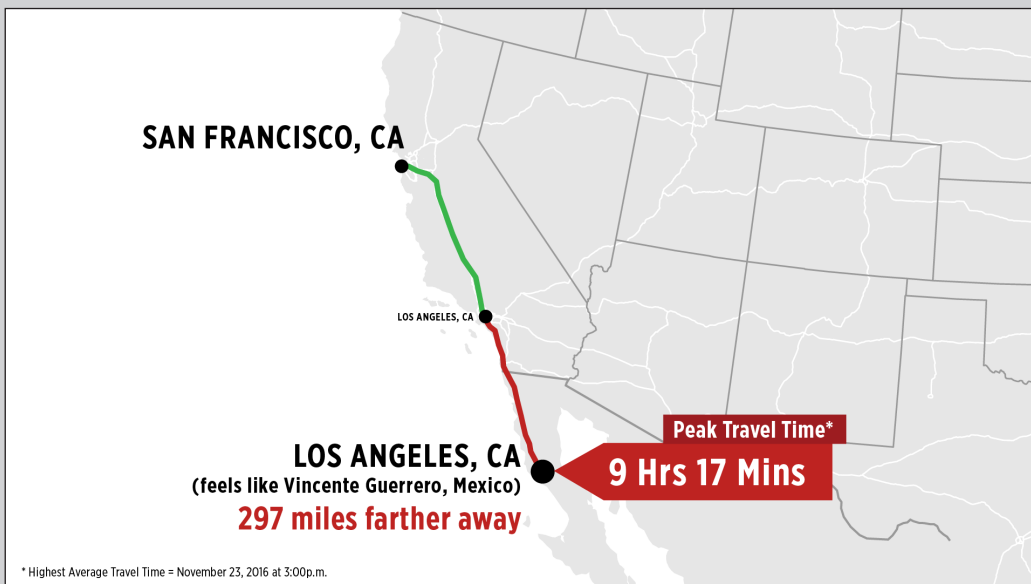 SAN FRANCISCO, CA
LOS ANGELES, CA
Peak Travel Time*
LOS ANGELES, CA
(feels like Vincente Guerrero, Mexico)
9 Hrs 17 Mins
297 miles farther away
* Highest Average Travel Time = November 23, 2016 at 3:00p.m.